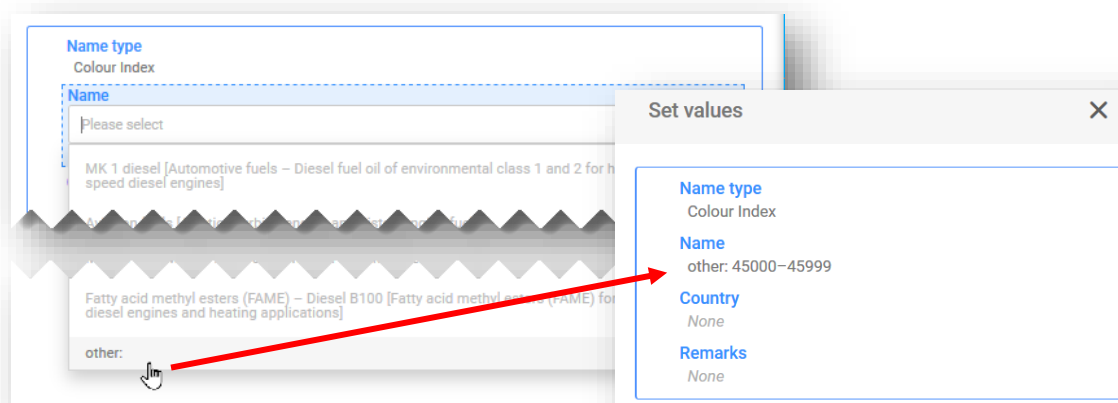 Name type
Colour Index
Name
Please select
MK 1 diesel [Automotive fuels – Diesel fuel oil of environmental class 1 and 2 for h
speed diesel engines]
Fatty acid methyl esters (FAME) – Diesel B100 [Fatty acid methyl esters (FAME) for
diesel engines and heating applications]
other:
Set values
Name type
Colour Index
Name
other: 45000–45999
Country
None
Remarks
None